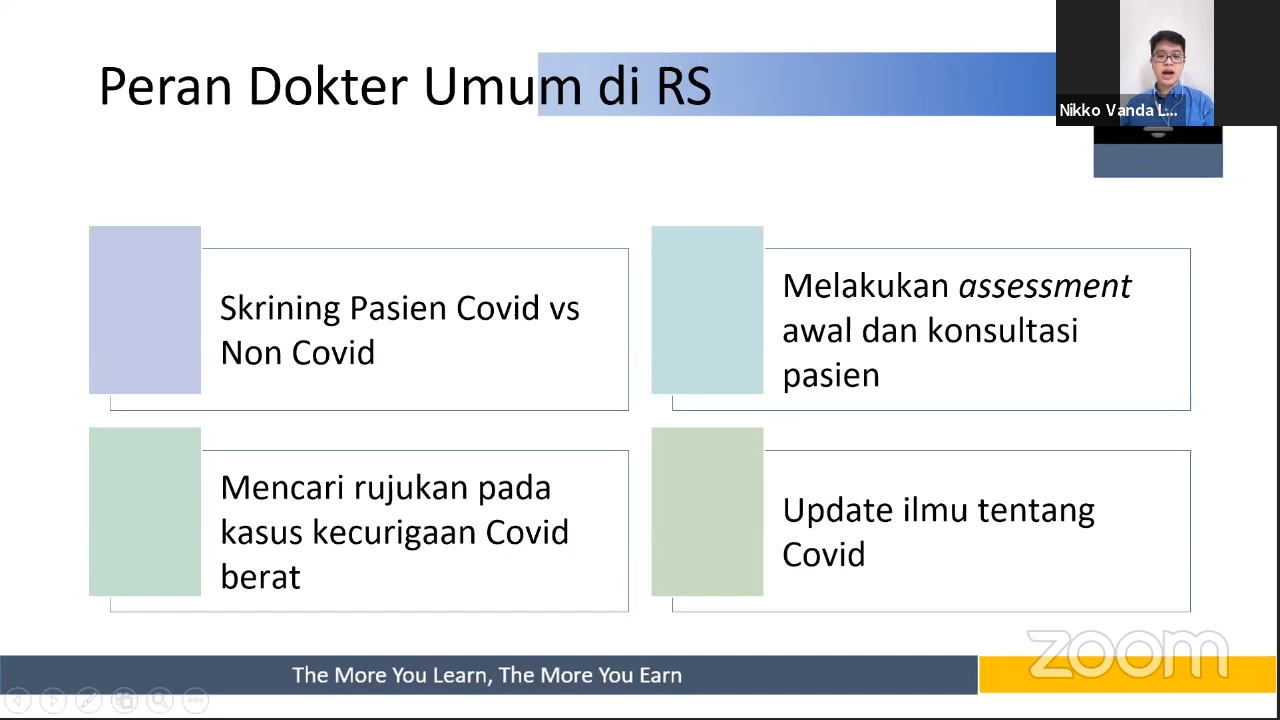 Peran Dokter Umum di RS
Nikko Vanda L...
Skrining Pasien Covid vs
Non Covid
Melakukan assessment
awal dan konsultasi
pasien
Mencari rujukan pada
kasus kecurigaan Covid
berat
Update ilmu tentang
Covid
zoom
The More You Learn, The More You Earn